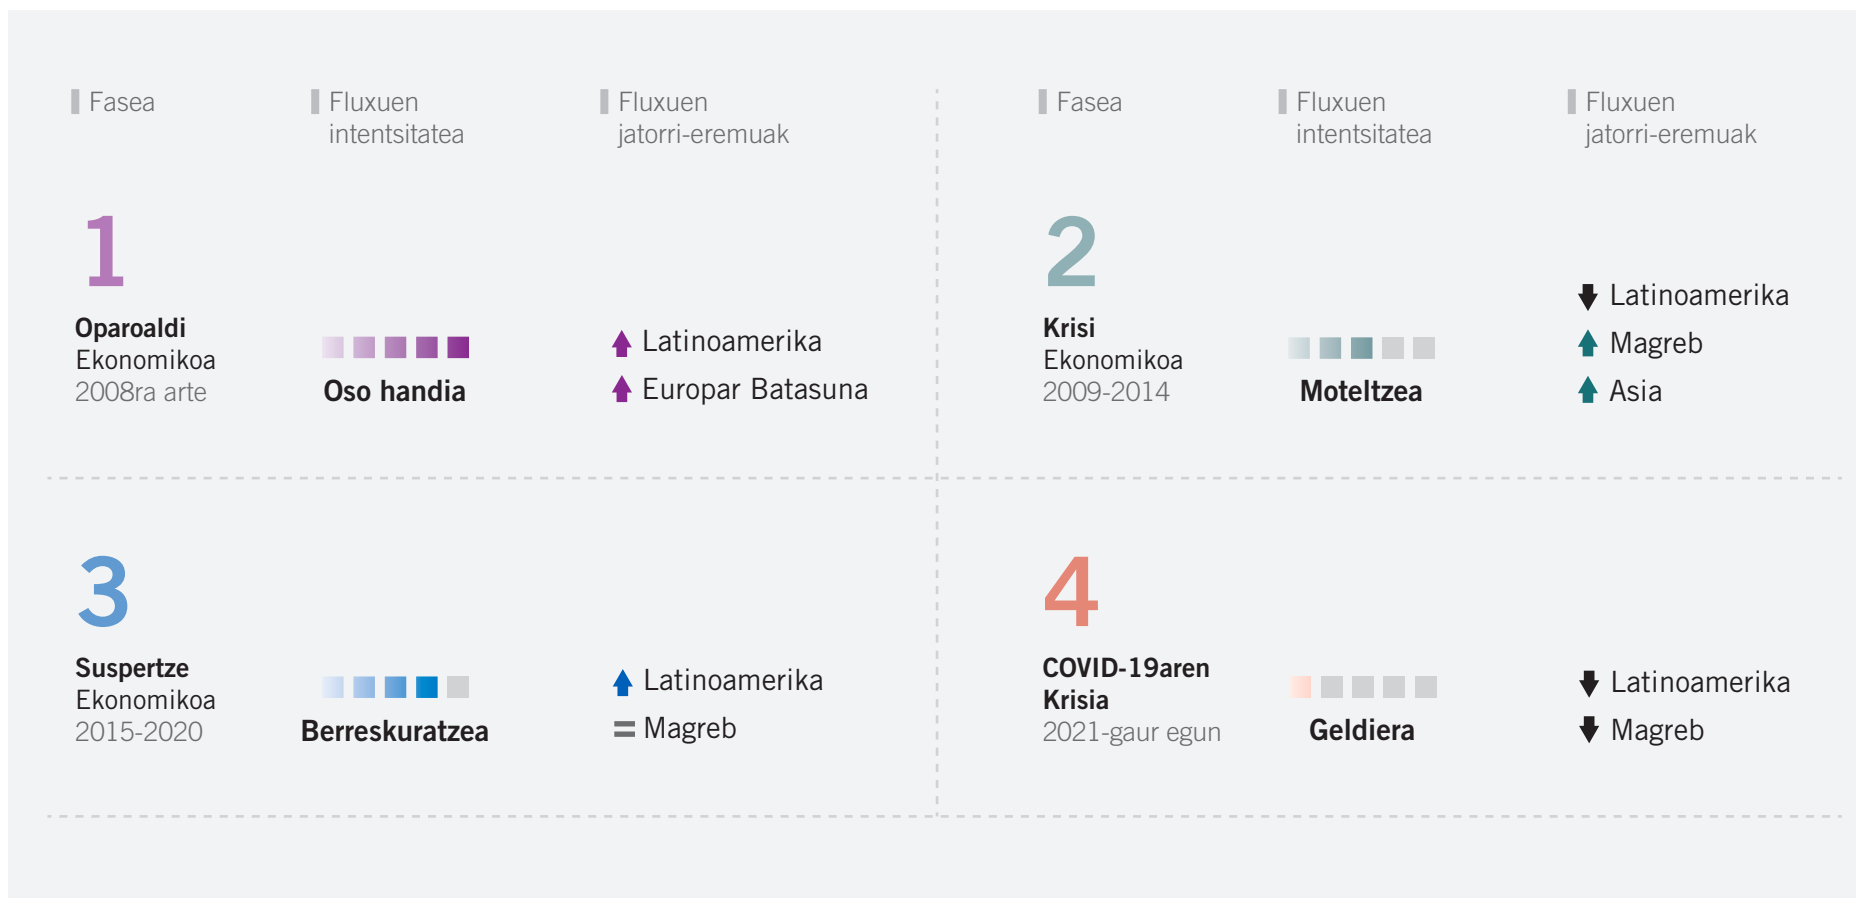 Fasea
Fluxuen
intentsitatea
Fluxuen
jatorri-eremuak
1
Oparoaldi
Ekonomikoa
2008ra arte
Oso handia
Latinoamerika
Europar Batasuna
Fasea
Fluxuen
intentsitatea
Fluxuen
jatorri-eremuak
2
Krisi
Ekonomikoa
2009-2014
Moteltzea
Latinoamerika
Magreb
Asia
3
Suspertze
Ekonomikoa
2015-2020
Berreskuratzea
Latinoamerika
= Magreb
4
COVID-19aren
Krisia
2021-gaur egun
Geldiera
Latinoamerika
Magreb